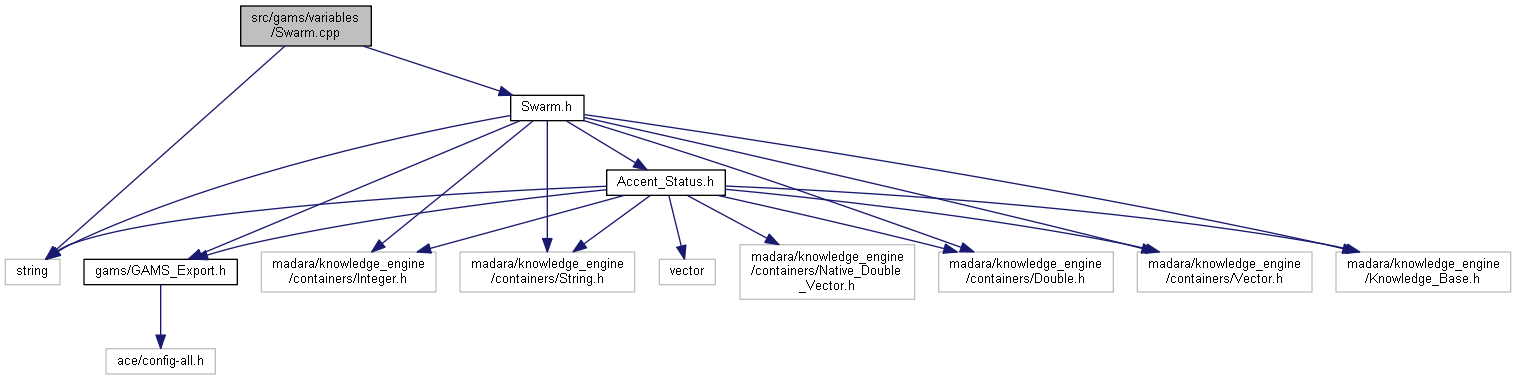 src/gams/variables
/Swarm.cpp
Swarm.h
Accent_Status.h
string
gams/GAMS_Export.h
madara/knowledge_engine
/containers/Integer.h
madara/knowledge_engine
/containers/String.h
vector
madara/knowledge_engine
/containers/Native_Double
_Vector.h
madara/knowledge_engine
/containers/Double.h
madara/knowledge_engine
/containers/Vector.h
madara/knowledge_engine
/Knowledge_Base.h
ace/config-all.h